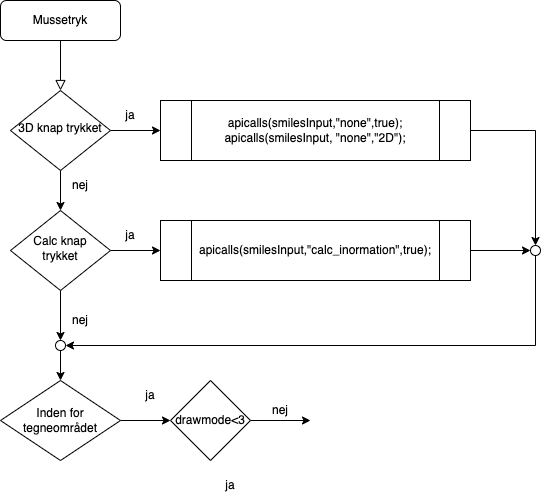 Mussetryk
ja
3D knap trykket
apicalls(smilesInput,"none",true);
apicalls(smilesInput, "none","2D");
nej
ja
Calc knap
trykket
apicalls(smilesInput,"calc_inormation",true);
nej
ja
Inden for
tegneområdet
drawmode<3
nej
ja